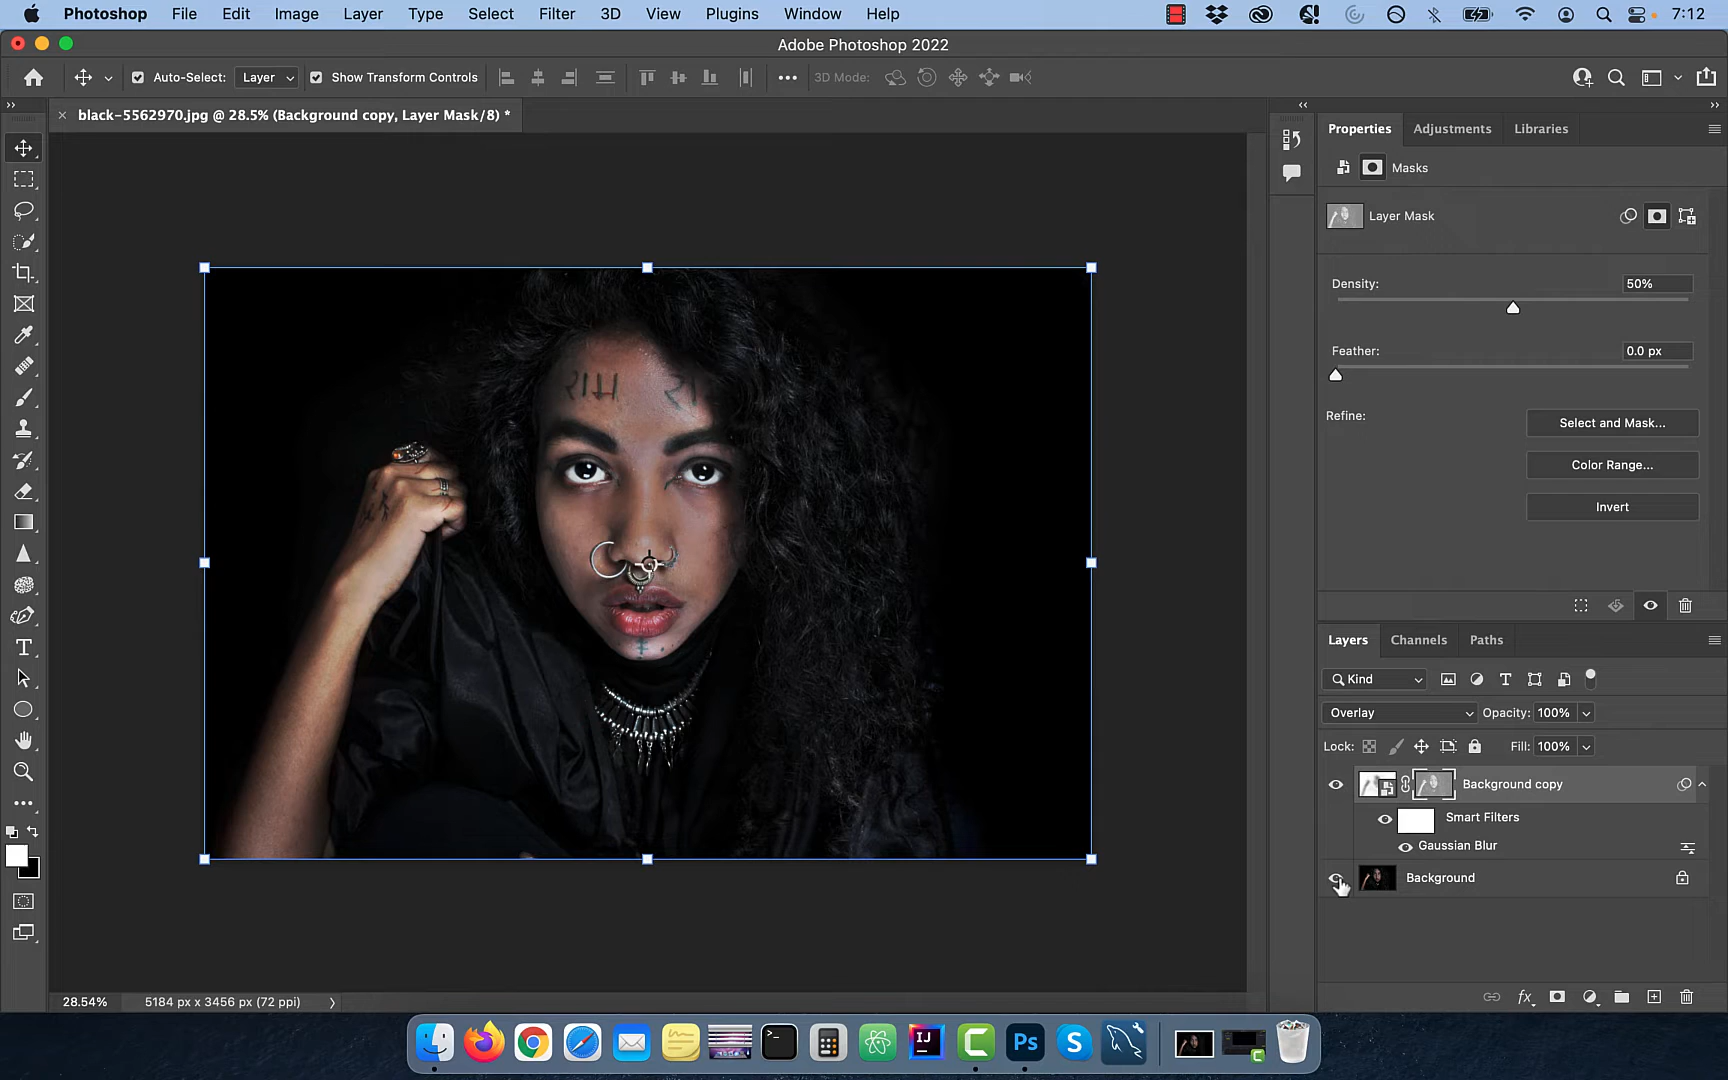 Photoshop File Edit Image Layer Type Select Filter 3D View Plugins Window Help 7:12
Adobe Photoshop 2022
Auto-Select: Layer Show Transform Controls 3D Mode:
black-5562970.jpg @ 28.5% (Background copy, Layer Mask/8) *
Properties Adjustments Libraries
Masks
Layer Mask
Density: 50%
Feather: 0.0 px
Refine: Select and Mask...
Color Range...
Invert
Layers Channels Paths
Kind
Overlay Opacity: 100%
Lock: Fill: 100%
Background copy
Smart Filters
Gaussian Blur
Background
28.54% 5184 px x 3456 px (72 ppi)
IJ
Ps